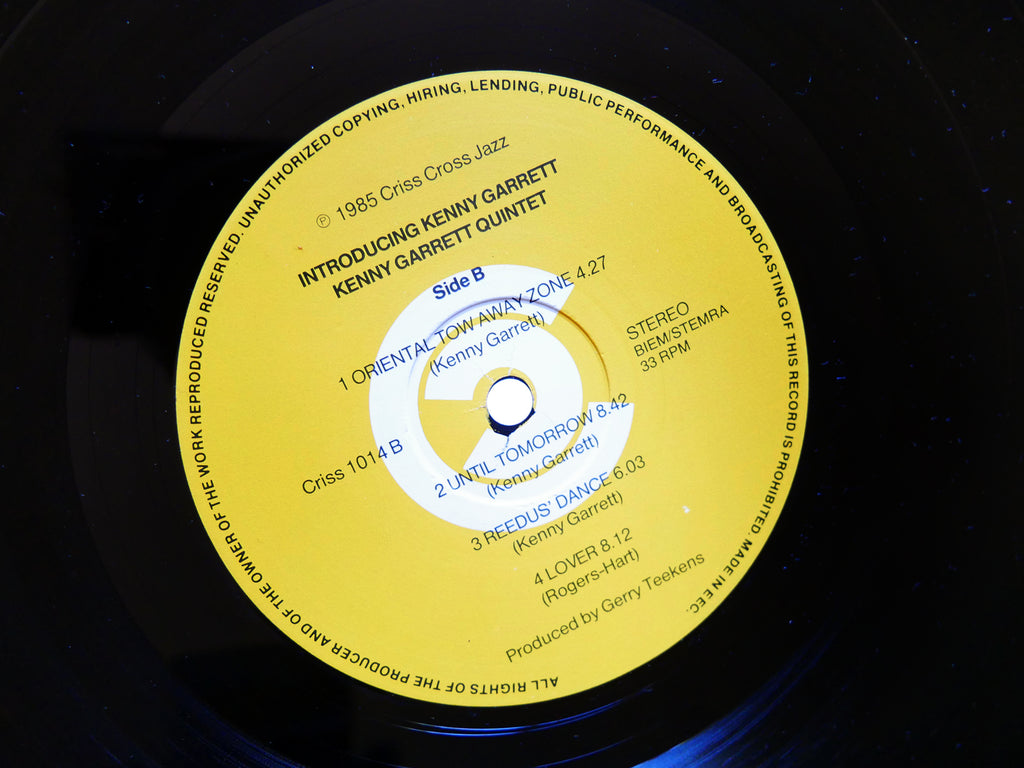 ALL RIGHTS OF THE PRODUCER AND OF THE OWNER OF THE WORK REPRODUCED RESERVED. UNAUTHORIZED COPYING, HIRING, LENDING, PUBLIC PERFORMANCE AND BROADCASTING OF THIS RECORD IS PROHIBITED. MADE IN EEC.
℗ 1985 Criss Cross Jazz
INTRODUCING KENNY GARRETT
KENNY GARRETT QUINTET
Side B
1 ORIENTAL TOW AWAY ZONE 4.27
(Kenny Garrett)
STEREO
BIEM/STEMRA
33 RPM
Criss 1014 B
2 UNTIL TOMORROW 8.42
(Kenny Garrett)
3 REEDUS' DANCE 6.03
(Kenny Garrett)
4 LOVER 8.12
(Rogers-Hart)
Produced by Gerry Teekens